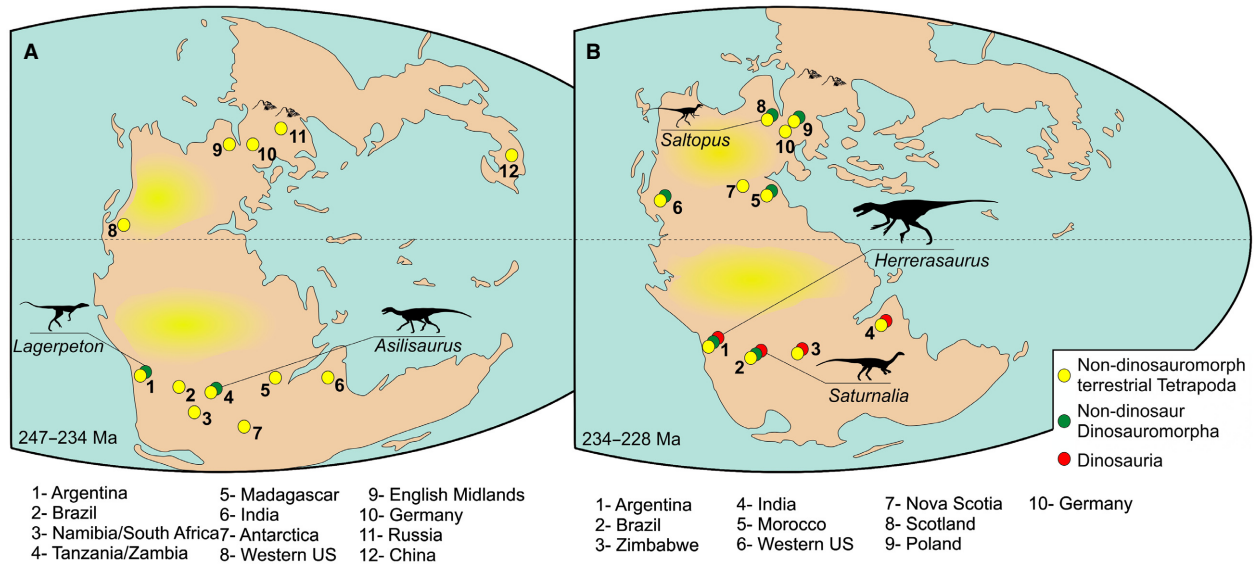 A
9
10
11
12
8
Lagerpeton
Asilisaurus
1
2
3
4
5
6
7
247–234 Ma
1- Argentina
2- Brazil
3- Namibia/South Africa
4- Tanzania/Zambia
5- Madagascar
6- India
7- Antarctica
8- Western US
9- English Midlands
10- Germany
11- Russia
12- China
B
Saltopus
8
9
10
7
5
6
Herrerasaurus
4
1
2
3
Saturnalia
234–228 Ma
Non-dinosauromorph
terrestrial Tetrapoda
Non-dinosaur
Dinosauromorpha
Dinosauria
1- Argentina
2- Brazil
3- Zimbabwe
4- India
5- Morocco
6- Western US
7- Nova Scotia
8- Scotland
9- Poland
10- Germany